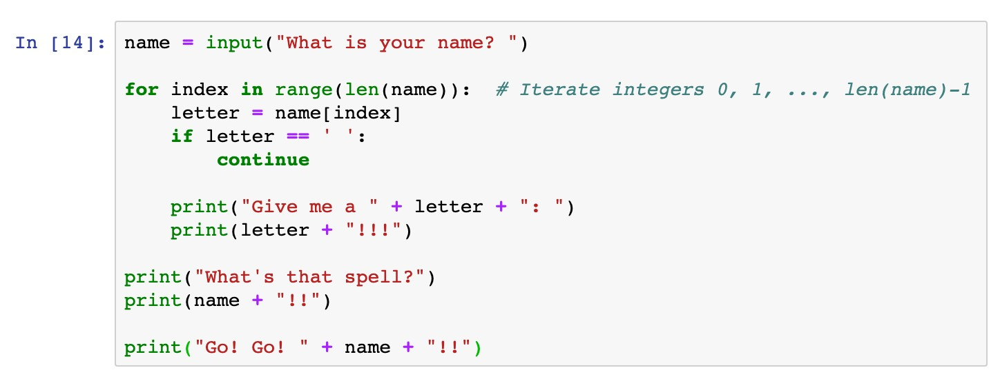 In [14]: name = input("What is your name? ")
for index in range(len(name)):  # Iterate integers 0, 1, ..., len(name)-1
    letter = name[index]
    if letter == ' ':
        continue
    print("Give me a " + letter + ": ")
    print(letter + "!!!")
print("What's that spell?")
print(name + "!!")
print("Go! Go! " + name + "!!")